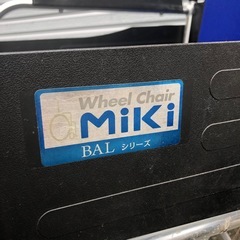 Wheel Chair
MiKi
BAL シリーズ